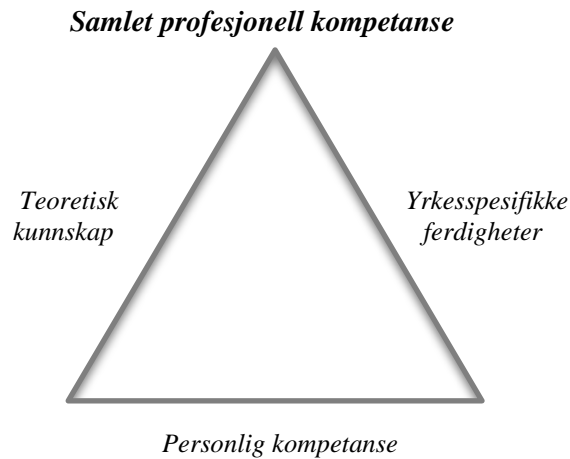 Samlet profesjonell kompetanse
Teoretisk
kunnskap
Yrkesspesifikke
ferdigheter
Personlig kompetanse